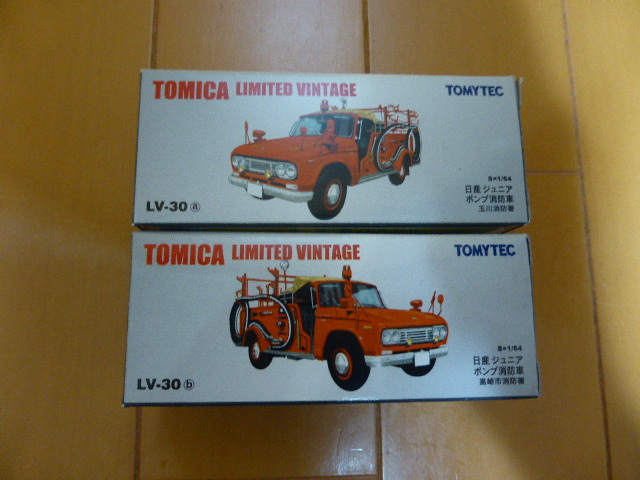 TOMICA LIMITED VINTAGE
TOMYTEC
S=1/64
日産 ジュニア
ポンプ消防車
玉川消防署
LV-30 ⓐ
TOMICA LIMITED VINTAGE
TOMYTEC
S=1/64
日産 ジュニア
ポンプ消防車
高崎市消防署
LV-30 ⓑ